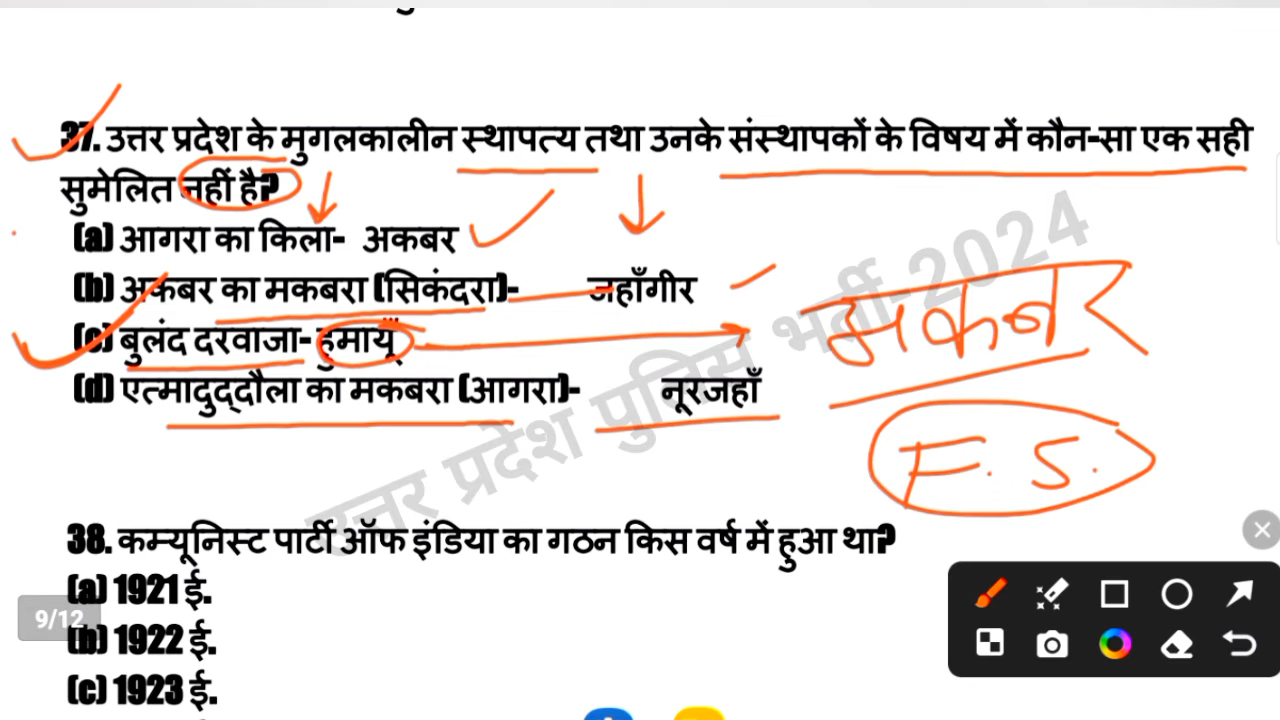 37. उत्तर प्रदेश के मुगलकालीन स्थापत्य तथा उनके संस्थापकों के विषय में कौन-सा एक सही
सुमेलित नहीं है?
(a) आगरा का किला- अकबर
(b) अकबर का मकबरा (सिकंदरा)- जहाँगीर
(c) बुलंद दरवाजा- हुमायूँ
अकबर
(d) एत्मादुद्दौला का मकबरा (आगरा)- नूरजहाँ
F.S.
उत्तर प्रदेश पुलिस भर्ती-2024
38. कम्यूनिस्ट पार्टी ऑफ इंडिया का गठन किस वर्ष में हुआ था?
(a) 1921 ई.
9/12
(b) 1922 ई.
(c) 1923 ई.